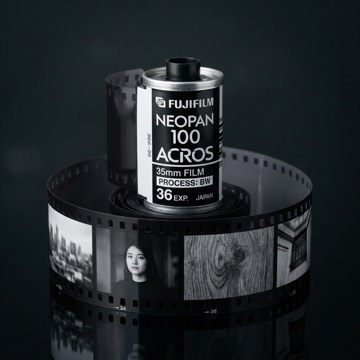 FUJIFILM
NEOPAN
100
ACROS
35mm FILM
PROCESS: BW
36 EXP. JAPAN